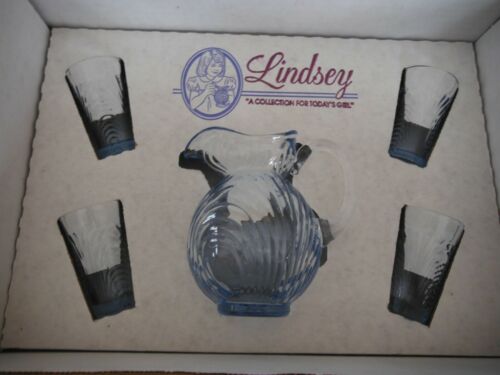 Lindsey
"A COLLECTION FOR TODAY'S GIRL"